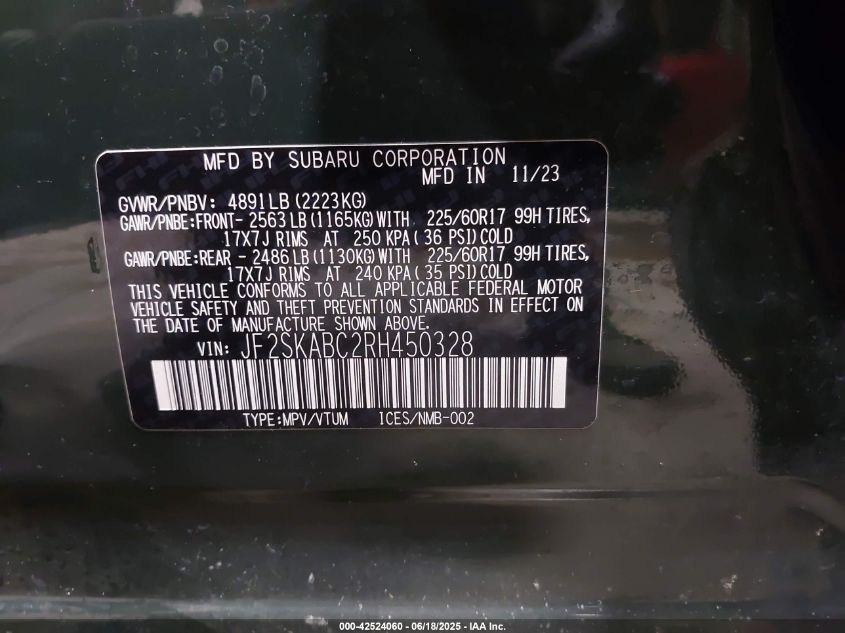 MFD BY SUBARU CORPORATION
MFD IN 11/23
GVWR/PNBV: 4891LB (2223KG)
GAWR/PNBE:FRONT- 2563 LB (1165KG) WITH 225/60R17 99H TIRES,
17X7J RIMS AT 250 KPA ( 36 PSI) COLD
GAWR/PNBE:REAR - 2486 LB (1130KG) WITH 225/60R17 99H TIRES,
17X7J RIMS AT 240 KPA ( 35 PSI) COLD
THIS VEHICLE CONFORMS TO ALL APPLICABLE FEDERAL MOTOR
VEHICLE SAFETY AND THEFT PREVENTION STANDARDS IN EFFECT ON
THE DATE OF MANUFACTURE SHOWN ABOVE.
VIN: JF2SKABC2RH450328
TYPE:MPV/VTUM ICES/NMB-002
000-42524060 - 06/18/2025 - IAA Inc.